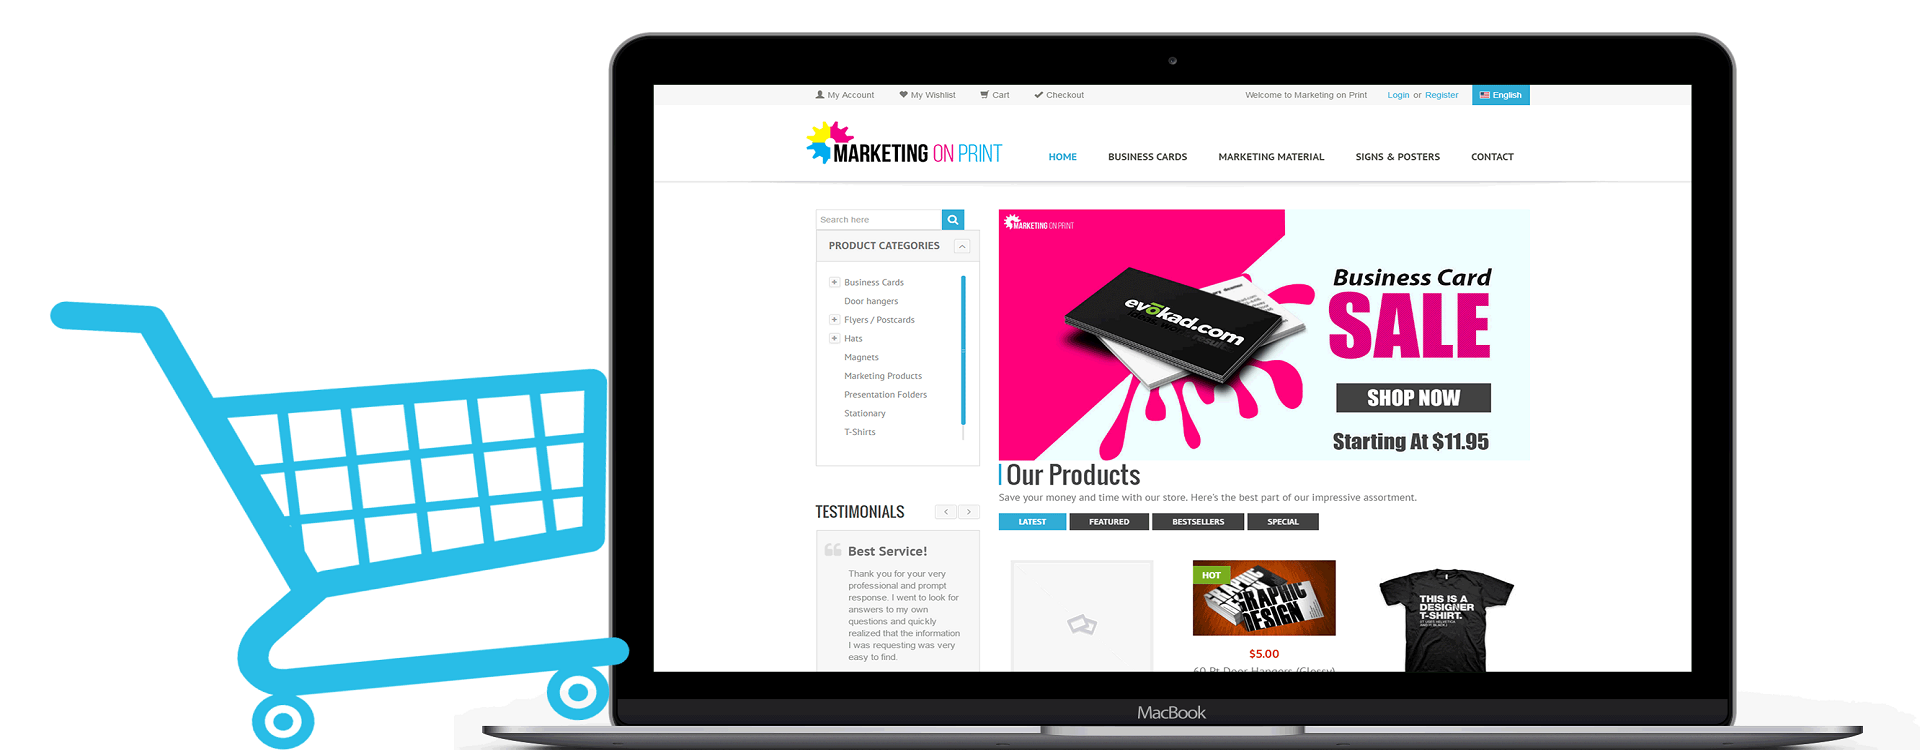 My Account
My Wishlist
Cart
Checkout
Welcome to Marketing on Print
Login or Register
English
MARKETING ON PRINT
HOME
BUSINESS CARDS
MARKETING MATERIAL
SIGNS & POSTERS
CONTACT
Search here
PRODUCT CATEGORIES
Business Cards
Door hangers
Flyers / Postcards
Hats
Magnets
Marketing Products
Presentation Folders
Stationary
T-Shirts
MARKETING ON PRINT
evōkad.com
Business Card
SALE
SHOP NOW
Starting At $11.95
Our Products
Save your money and time with our store. Here's the best part of our impressive assortment.
LATEST
FEATURED
BESTSELLERS
SPECIAL
TESTIMONIALS
Best Service!
Thank you for your very
professional and prompt
response. I went to look for
answers to my own
questions and quickly
realized that the information
I was requesting was very
easy to find.
HOT
GRAPHIC
DESIGN
$5.00
60 Pt Door Hangers (Glossy)
THIS IS A
DESIGNER
T-SHIRT.
MacBook